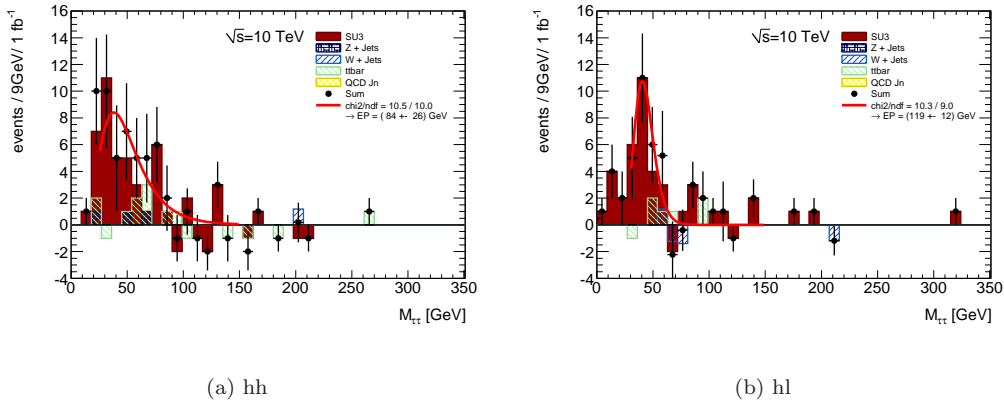 events / 9GeV/ 1 fb⁻¹
16
14
12
10
8
6
4
2
0
-2
-4
√s=10 TeV
SU3
Z + Jets
W + Jets
ttbar
QCD Jn
Sum
chi2/ndf = 10.5 / 10.0
→ EP = ( 84 +- 26) GeV
0 50 100 150 200 250 300 350
M_ττ [GeV]
(a) hh
events / 9GeV/ 1 fb⁻¹
16
14
12
10
8
6
4
2
0
-2
-4
√s=10 TeV
SU3
Z + Jets
W + Jets
ttbar
QCD Jn
Sum
chi2/ndf = 10.3 / 9.0
→ EP = (119 +- 12) GeV
0 50 100 150 200 250 300 350
M_ττ [GeV]
(b) hl